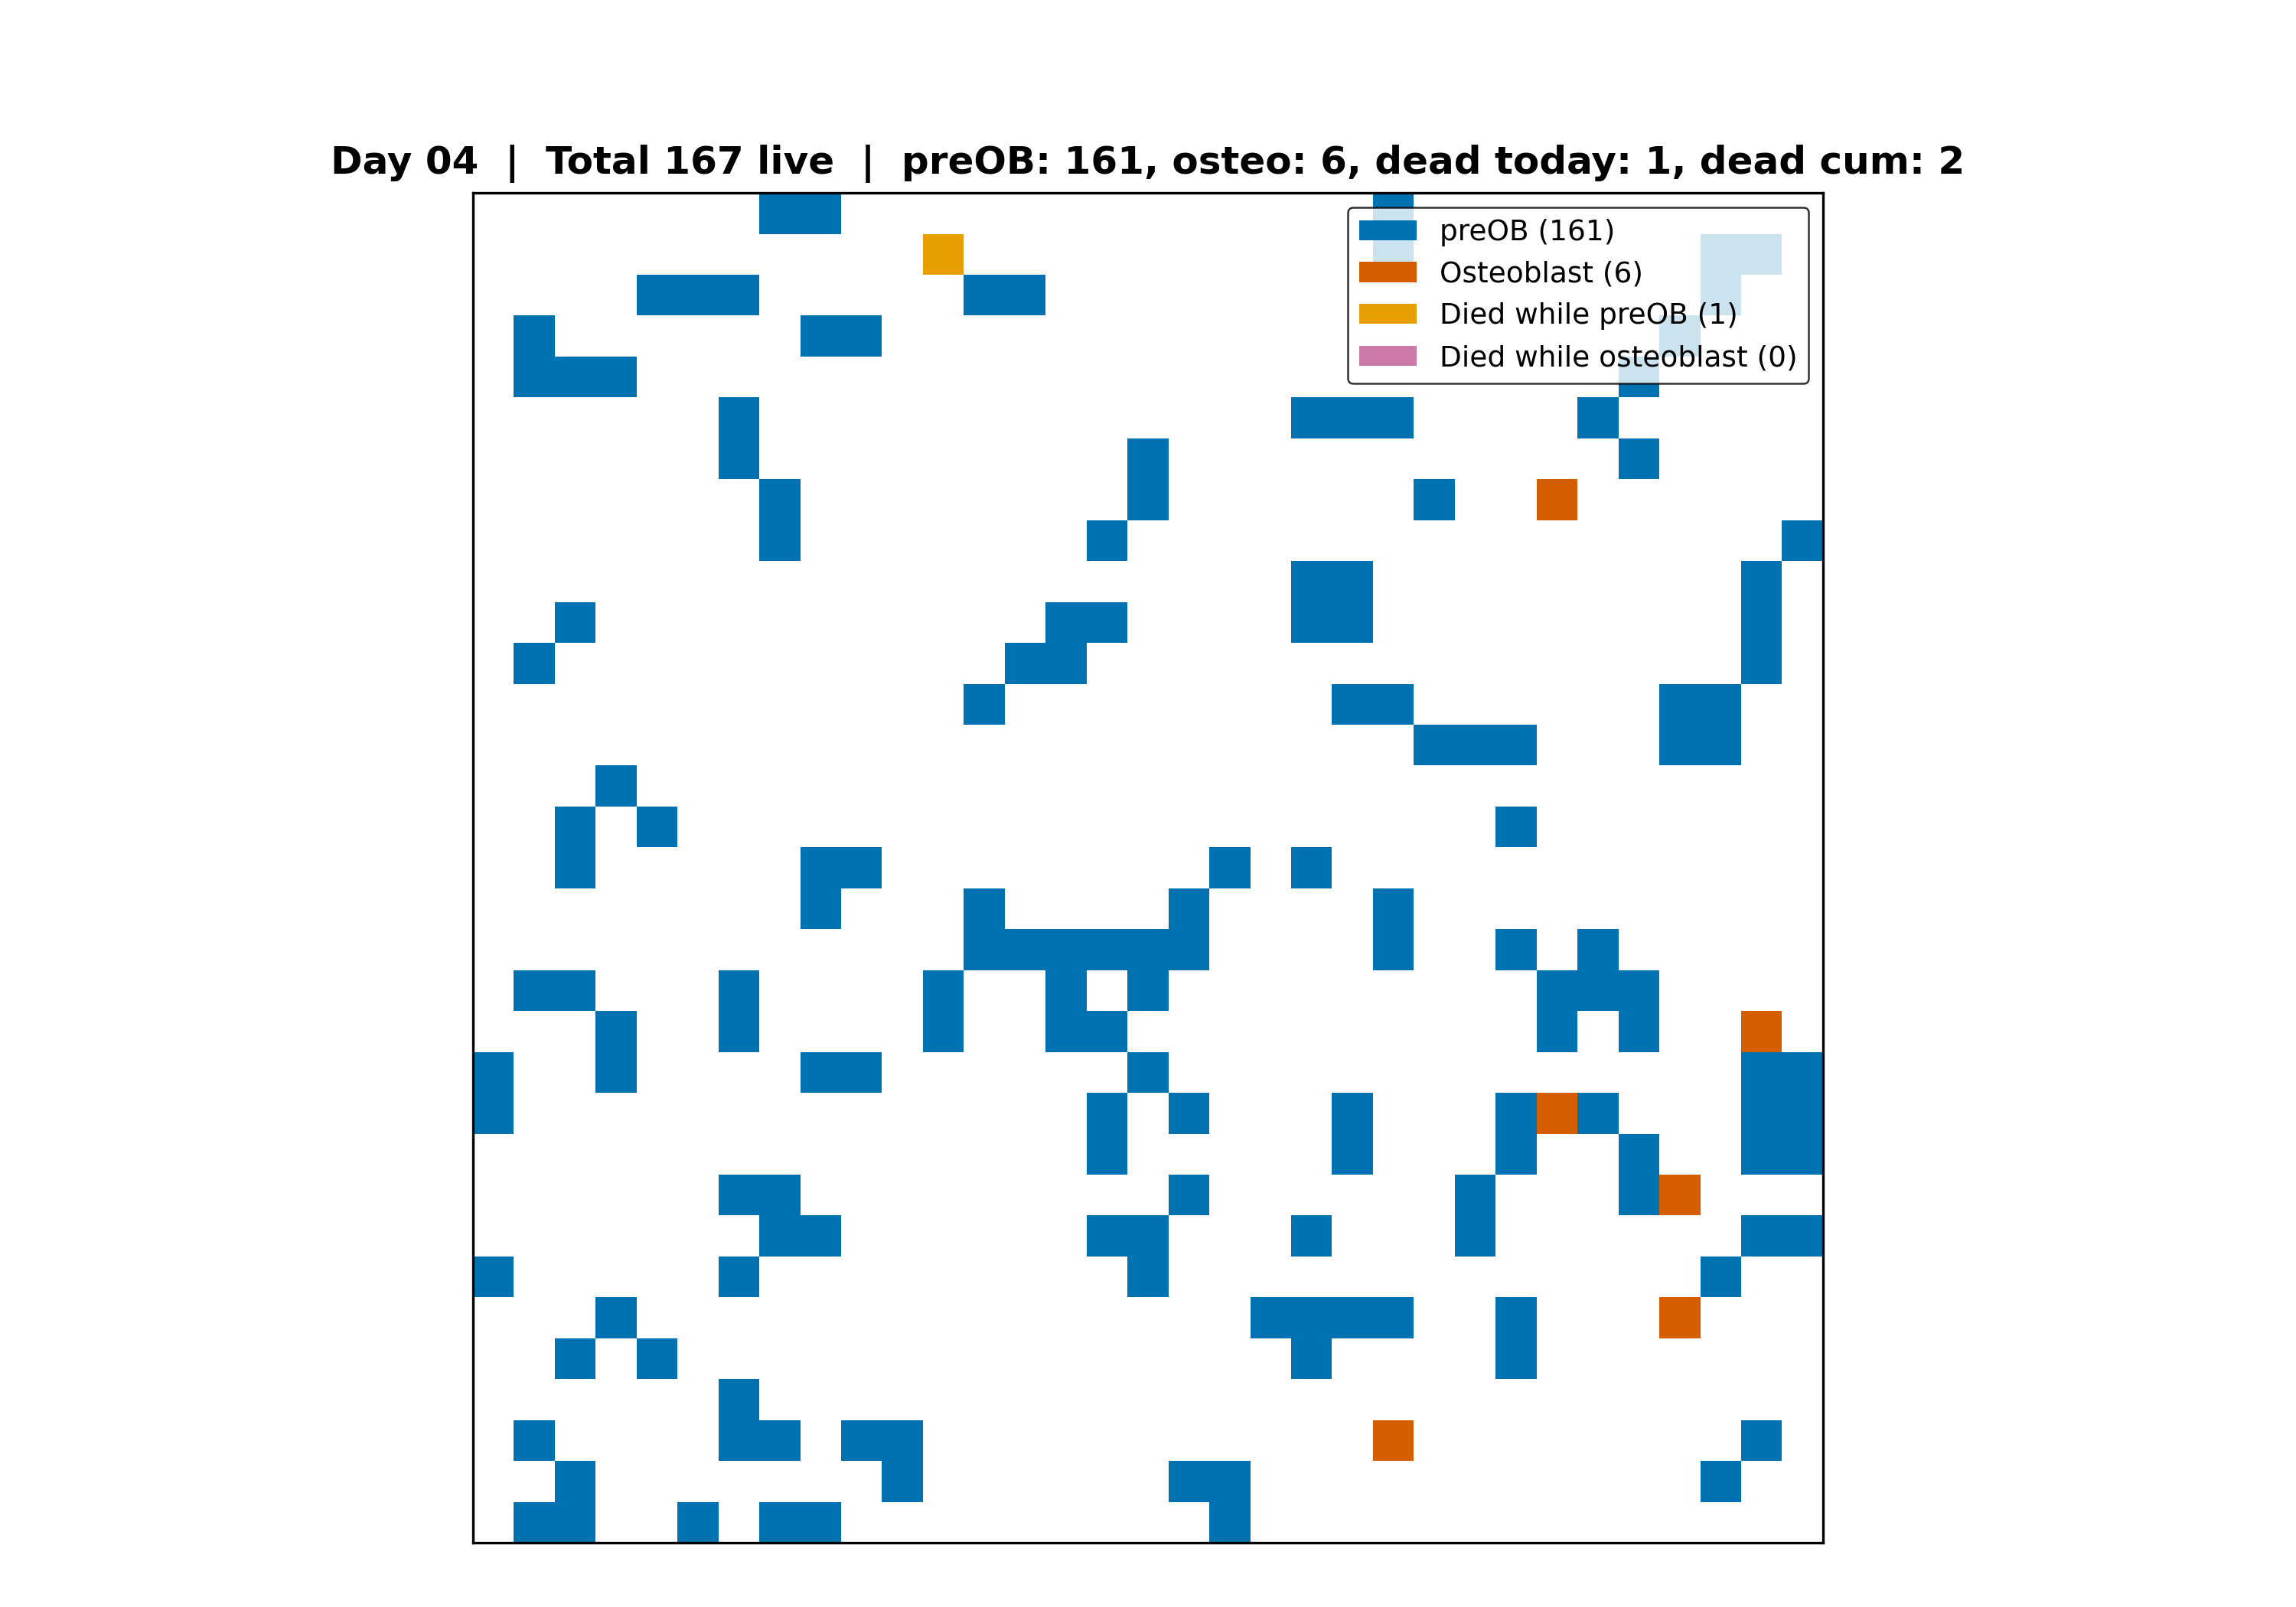 Day 04 | Total 167 live | preOB: 161, osteo: 6, dead today: 1, dead cum: 2
preOB (161)
Osteoblast (6)
Died while preOB (1)
Died while osteoblast (0)